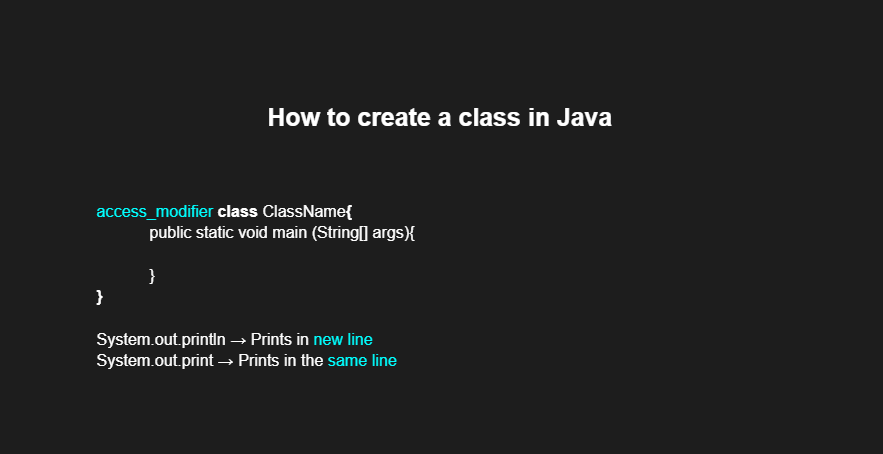 How to create a class in Java
access_modifier class ClassName{
public static void main (String[] args){
}
}
System.out.println → Prints in new line
System.out.print → Prints in the same line